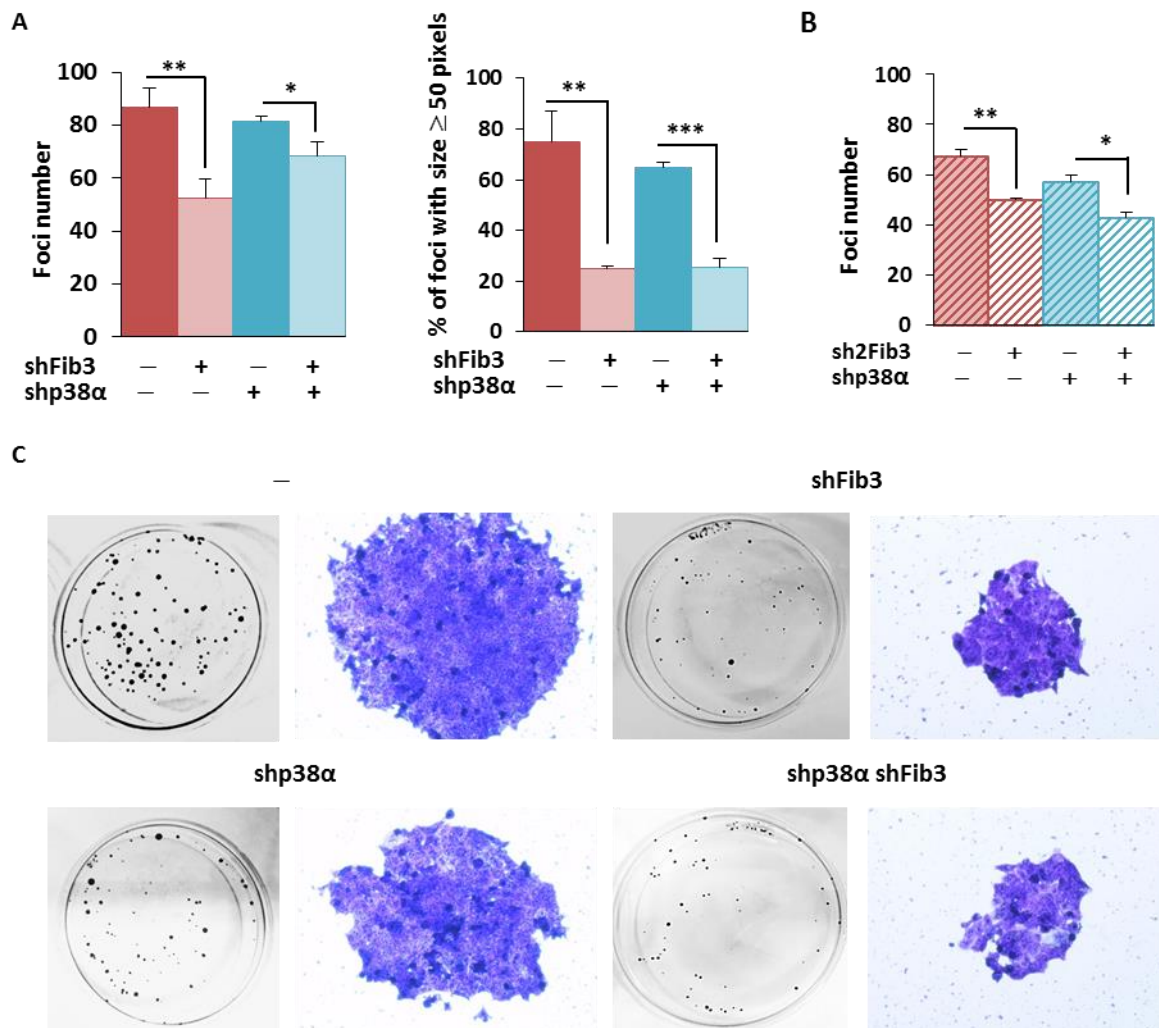 A
B
Foci number
100
80
60
40
20
0
**
*
shFib3 — + — +
shp38α — — + +
% of foci with size ≥ 50 pixels
100
80
60
40
20
0
**
***
shFib3 — + — +
shp38α — — + +
Foci number
100
80
60
40
20
0
**
*
sh2Fib3 — + — +
shp38α — — + +
C
—
shFib3
shp38α
shp38α shFib3